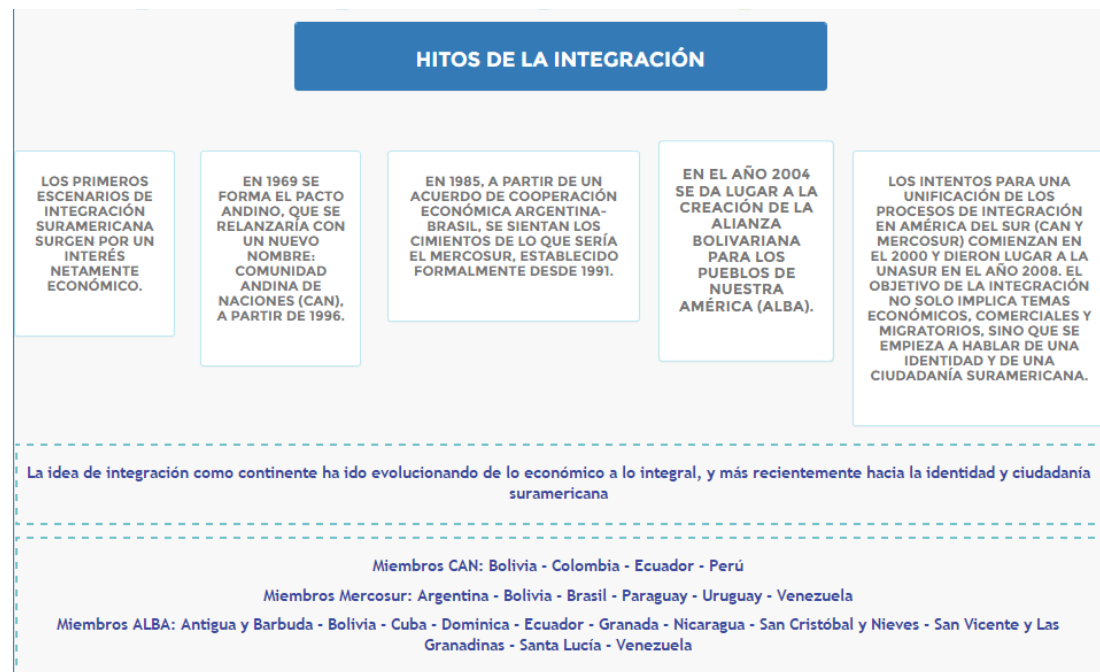 HITOS DE LA INTEGRACIÓN
LOS PRIMEROS
ESCENARIOS DE
INTEGRACIÓN
SURAMERICANA
SURGEN POR UN
INTERÉS
NETAMENTE
ECONÓMICO.
EN 1969 SE
FORMA EL PACTO
ANDINO, QUE SE
RELANZARÍA CON
UN NUEVO
NOMBRE:
COMUNIDAD
ANDINA DE
NACIONES (CAN),
A PARTIR DE 1996.
EN 1985, A PARTIR DE UN
ACUERDO DE COOPERACIÓN
ECONÓMICA ARGENTINA-
BRASIL, SE SIENTAN LOS
CIMIENTOS DE LO QUE SERÍA
EL MERCOSUR, ESTABLECIDO
FORMALMENTE DESDE 1991.
EN EL AÑO 2004
SE DA LUGAR A LA
CREACIÓN DE LA
ALIANZA
BOLIVARIANA
PARA LOS
PUEBLOS DE
NUESTRA
AMÉRICA (ALBA).
LOS INTENTOS PARA UNA
UNIFICACIÓN DE LOS
PROCESOS DE INTEGRACIÓN
EN AMÉRICA DEL SUR (CAN Y
MERCOSUR) COMIENZAN EN
EL 2000 Y DIERON LUGAR A LA
UNASUR EN EL AÑO 2008. EL
OBJETIVO DE LA INTEGRACIÓN
NO SOLO IMPLICA TEMAS
ECONÓMICOS, COMERCIALES Y
MIGRATORIOS, SINO QUE SE
EMPIEZA A HABLAR DE UNA
IDENTIDAD Y DE UNA
CIUDADANÍA SURAMERICANA.
La idea de integración como continente ha ido evolucionando de lo económico a lo integral, y más recientemente hacia la identidad y ciudadanía
suramericana
Miembros CAN: Bolivia - Colombia - Ecuador - Perú
Miembros Mercosur: Argentina - Bolivia - Brasil - Paraguay - Uruguay - Venezuela
Miembros ALBA: Antigua y Barbuda - Bolivia - Cuba - Dominica - Ecuador - Granada - Nicaragua - San Cristóbal y Nieves - San Vicente y Las
Granadinas - Santa Lucía - Venezuela